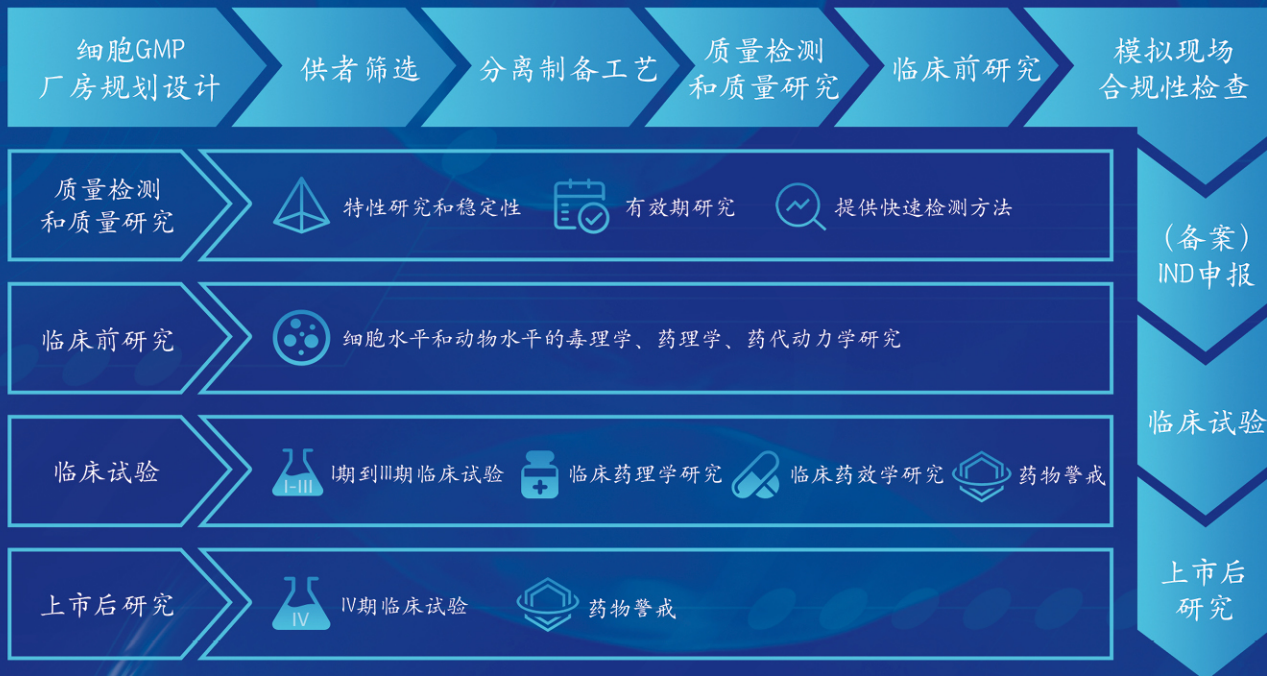 细胞GMP
厂房规划设计
供者筛选
分离制备工艺
质量检测
和质量研究
临床前研究
模拟现场
合规性检查
质量检测
和质量研究
特性研究和稳定性
有效期研究
提供快速检测方法
（备案）
IND申报
临床前研究
细胞水平和动物水平的毒理学、药理学、药代动力学研究
临床试验
临床试验
I-III
I期到III期临床试验
临床药理学研究
临床药效学研究
药物警戒
上市后
研究
上市后研究
IV
IV期临床试验
药物警戒